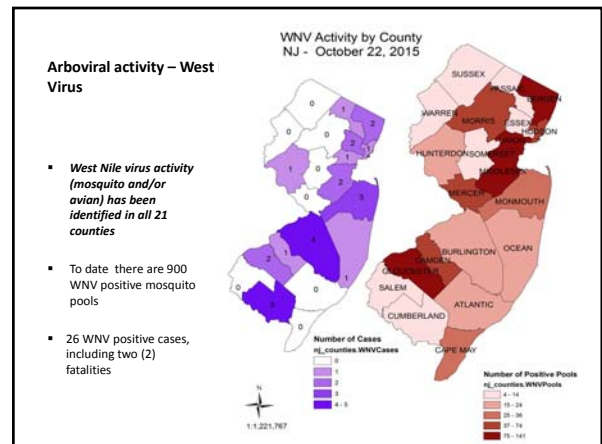 WNV Activity by County
NJ - October 22, 2015
Arboviral activity – West
Virus
▪ West Nile virus activity
(mosquito and/or
avian) has been
identified in all 21
counties
▪ To date there are 900
WNV positive mosquito
pools
▪ 26 WNV positive cases,
including two (2)
fatalities
0
1
2
0
0
2
1
1
1
0
2
0
3
4
1
2
1
0
0
0
Number of Cases
nj_counties.WNVCases
0
1
2
3
4 - 5
N
1:1,221,767
SUSSEX
PASSAIC
BERGEN
WARREN
MORRIS
ESSEX
HUDSON
UNION
HUNTERDON
SOMERSET
MIDDLESEX
MERCER
MONMOUTH
OCEAN
BURLINGTON
CAMDEN
GLOUCESTER
SALEM
ATLANTIC
CUMBERLAND
CAPE MAY
Number of Positive Pools
nj_counties.WNVPools
4 - 14
15 - 24
25 - 36
37 - 74
75 - 141